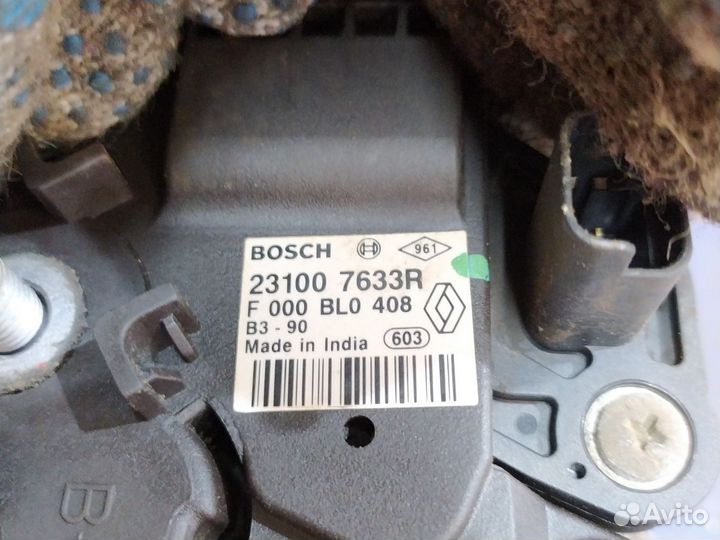 BOSCH 961
23100 7633R
F 000 BL0 408
B3 - 90
Made in India 603
B
Avito